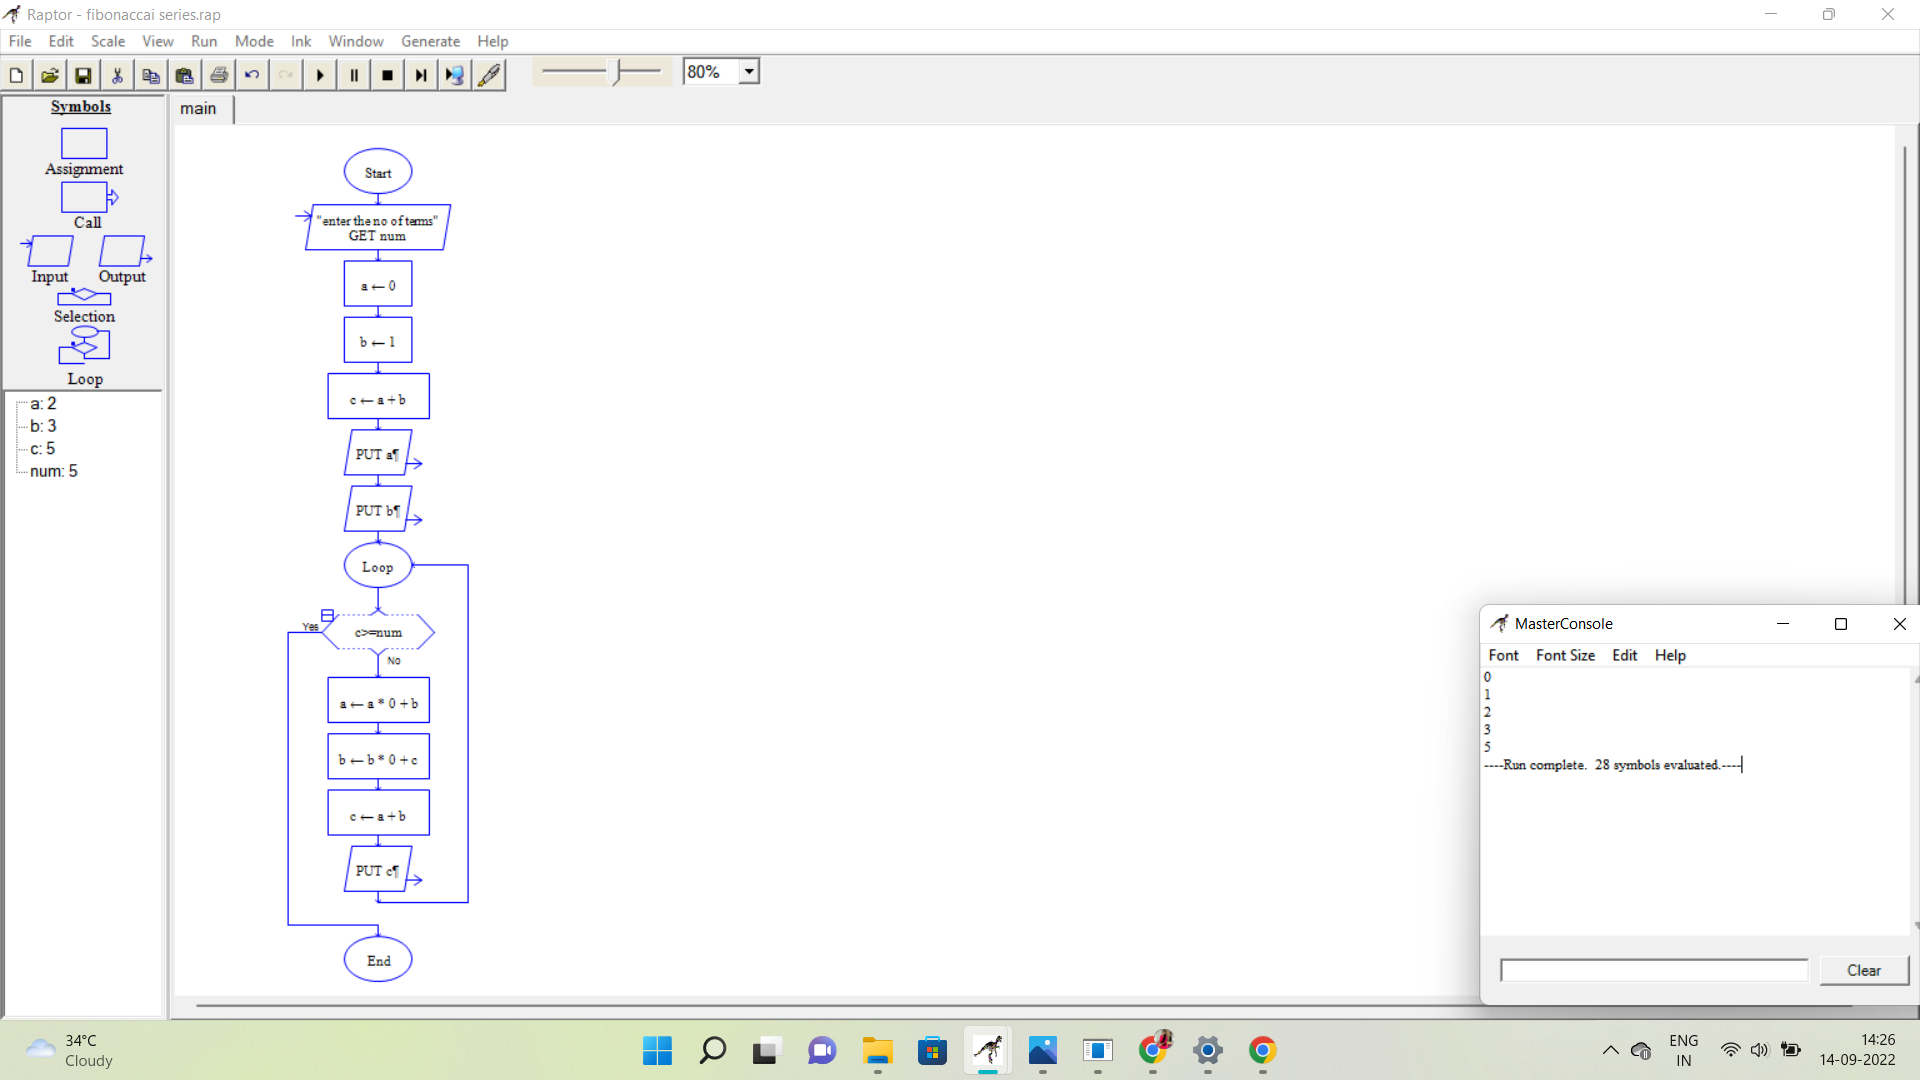 Raptor - fibonaccai series.rap
File Edit Scale View Run Mode Ink Window Generate Help
80%
Symbols
main
Assignment
Call
Input Output
Selection
Loop
a: 2
b: 3
c: 5
num: 5
Start
"enter the no of terms"
GET num
a ← 0
b ← 1
c ← a + b
PUT a¶
PUT b¶
Loop
Yes
c>=num
No
a ← a * 0 + b
b ← b * 0 + c
c ← a + b
PUT c¶
End
MasterConsole
Font Font Size Edit Help
0
1
2
3
5
----Run complete. 28 symbols evaluated.----
Clear
34°C
Cloudy
ENG
IN
14:26
14-09-2022